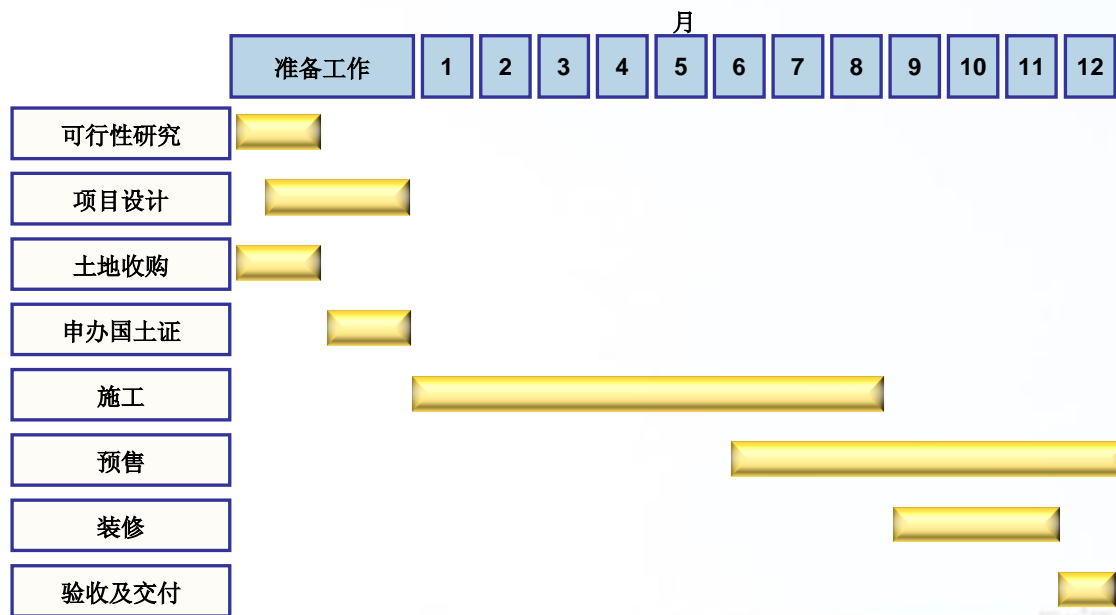 月
准备工作 1 2 3 4 5 6 7 8 9 10 11 12
可行性研究
项目设计
土地收购
申办国土证
施工
预售
装修
验收及交付